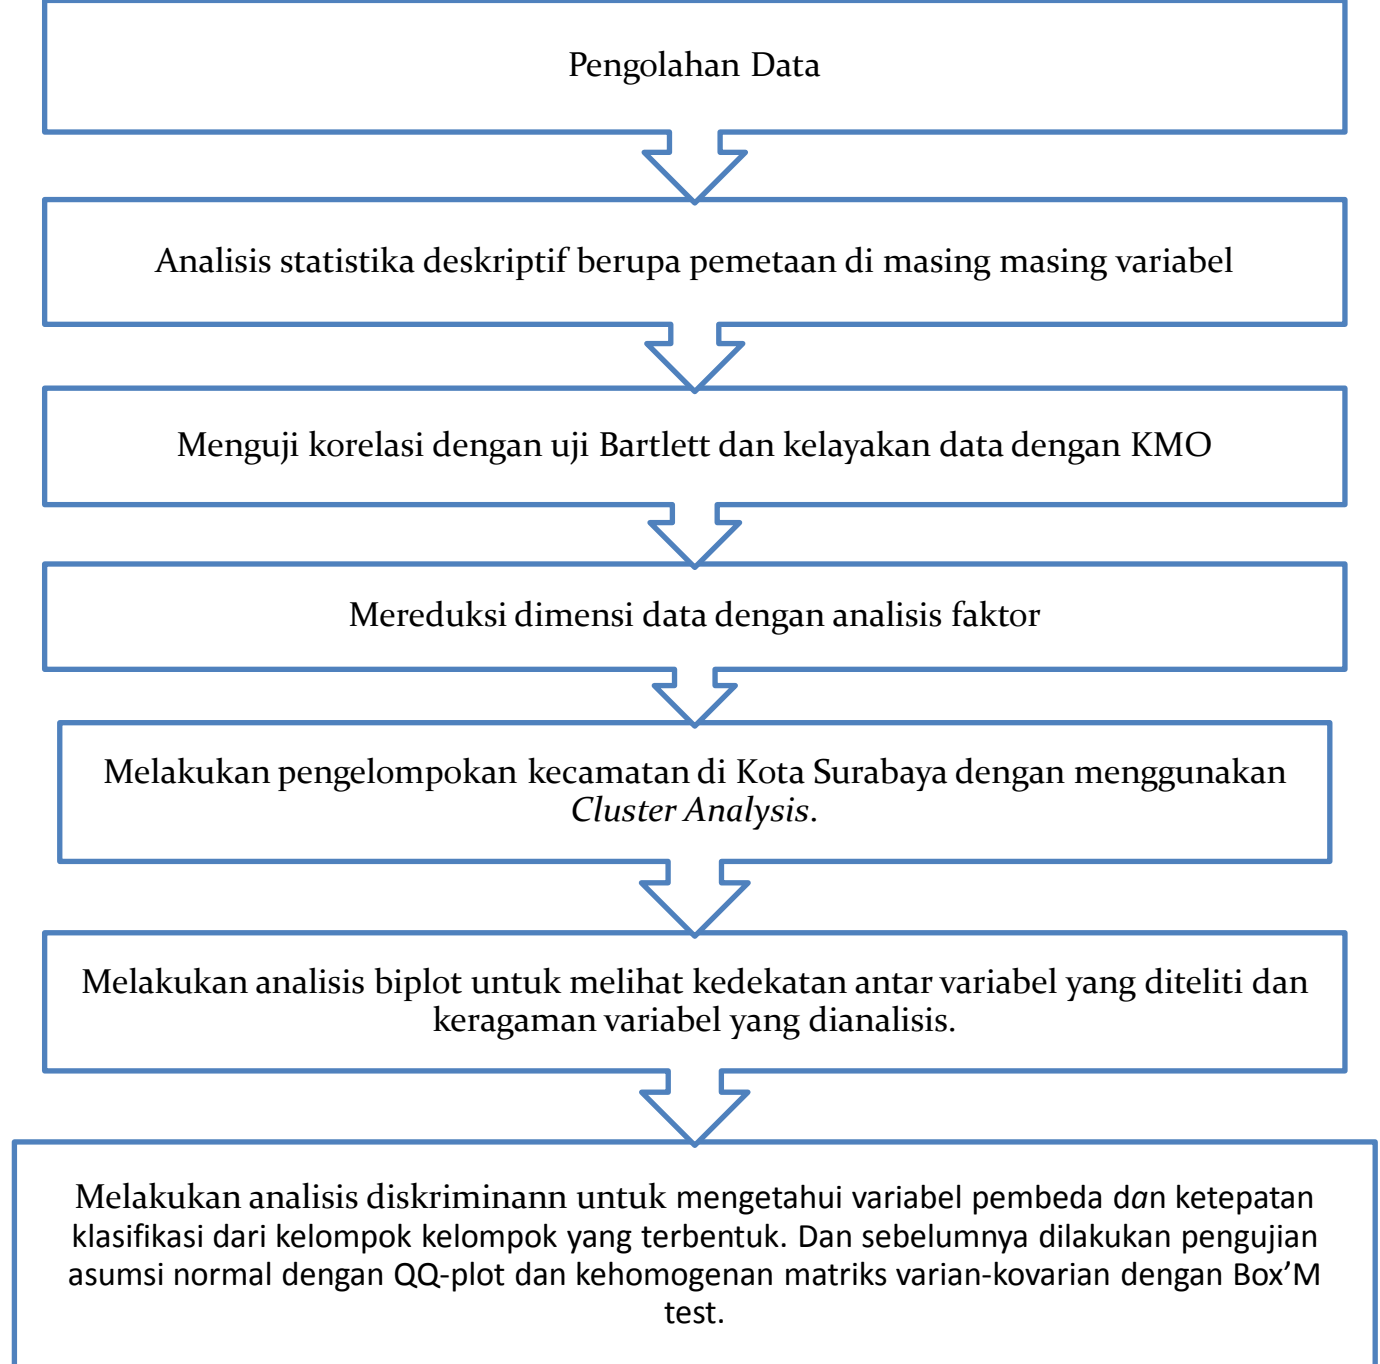 Pengolahan Data
Analisis statistika deskriptif berupa pemetaan di masing masing variabel
Menguji korelasi dengan uji Bartlett dan kelayakan data dengan KMO
Mereduksi dimensi data dengan analisis faktor
Melakukan pengelompokan kecamatan di Kota Surabaya dengan menggunakan
Cluster Analysis.
Melakukan analisis biplot untuk melihat kedekatan antar variabel yang diteliti dan
keragaman variabel yang dianalisis.
Melakukan analisis diskriminann untuk mengetahui variabel pembeda dan ketepatan
klasifikasi dari kelompok kelompok yang terbentuk. Dan sebelumnya dilakukan pengujian
asumsi normal dengan QQ-plot dan kehomogenan matriks varian-kovarian dengan Box’M
test.